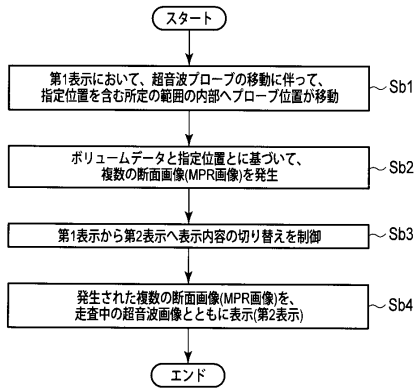 スタート
第1表示において、超音波プローブの移動に伴って、
指定位置を含む所定の範囲の内部へプローブ位置が移動
Sb1
ボリュームデータと指定位置とに基づいて、
複数の断面画像(MPR画像)を発生
Sb2
第1表示から第2表示へ表示内容の切り替えを制御
Sb3
発生された複数の断面画像(MPR画像)を、
走査中の超音波画像とともに表示(第2表示)
Sb4
エンド